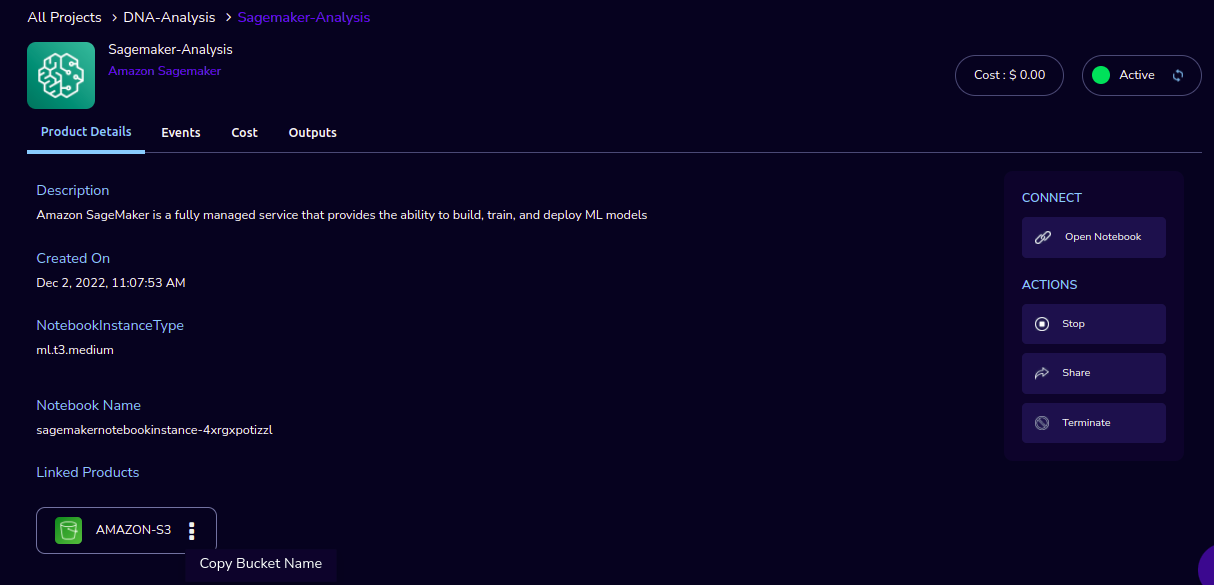 All Projects > DNA-Analysis > Sagemaker-Analysis
Sagemaker-Analysis
Amazon Sagemaker
Cost : $ 0.00
Active
Product Details
Events
Cost
Outputs
Description
Amazon SageMaker is a fully managed service that provides the ability to build, train, and deploy ML models
Created On
Dec 2, 2022, 11:07:53 AM
NotebookInstanceType
ml.t3.medium
Notebook Name
sagemakernotebookinstance-4xrgxpotizzl
Linked Products
AMAZON-S3
Copy Bucket Name
CONNECT
Open Notebook
ACTIONS
Stop
Share
Terminate